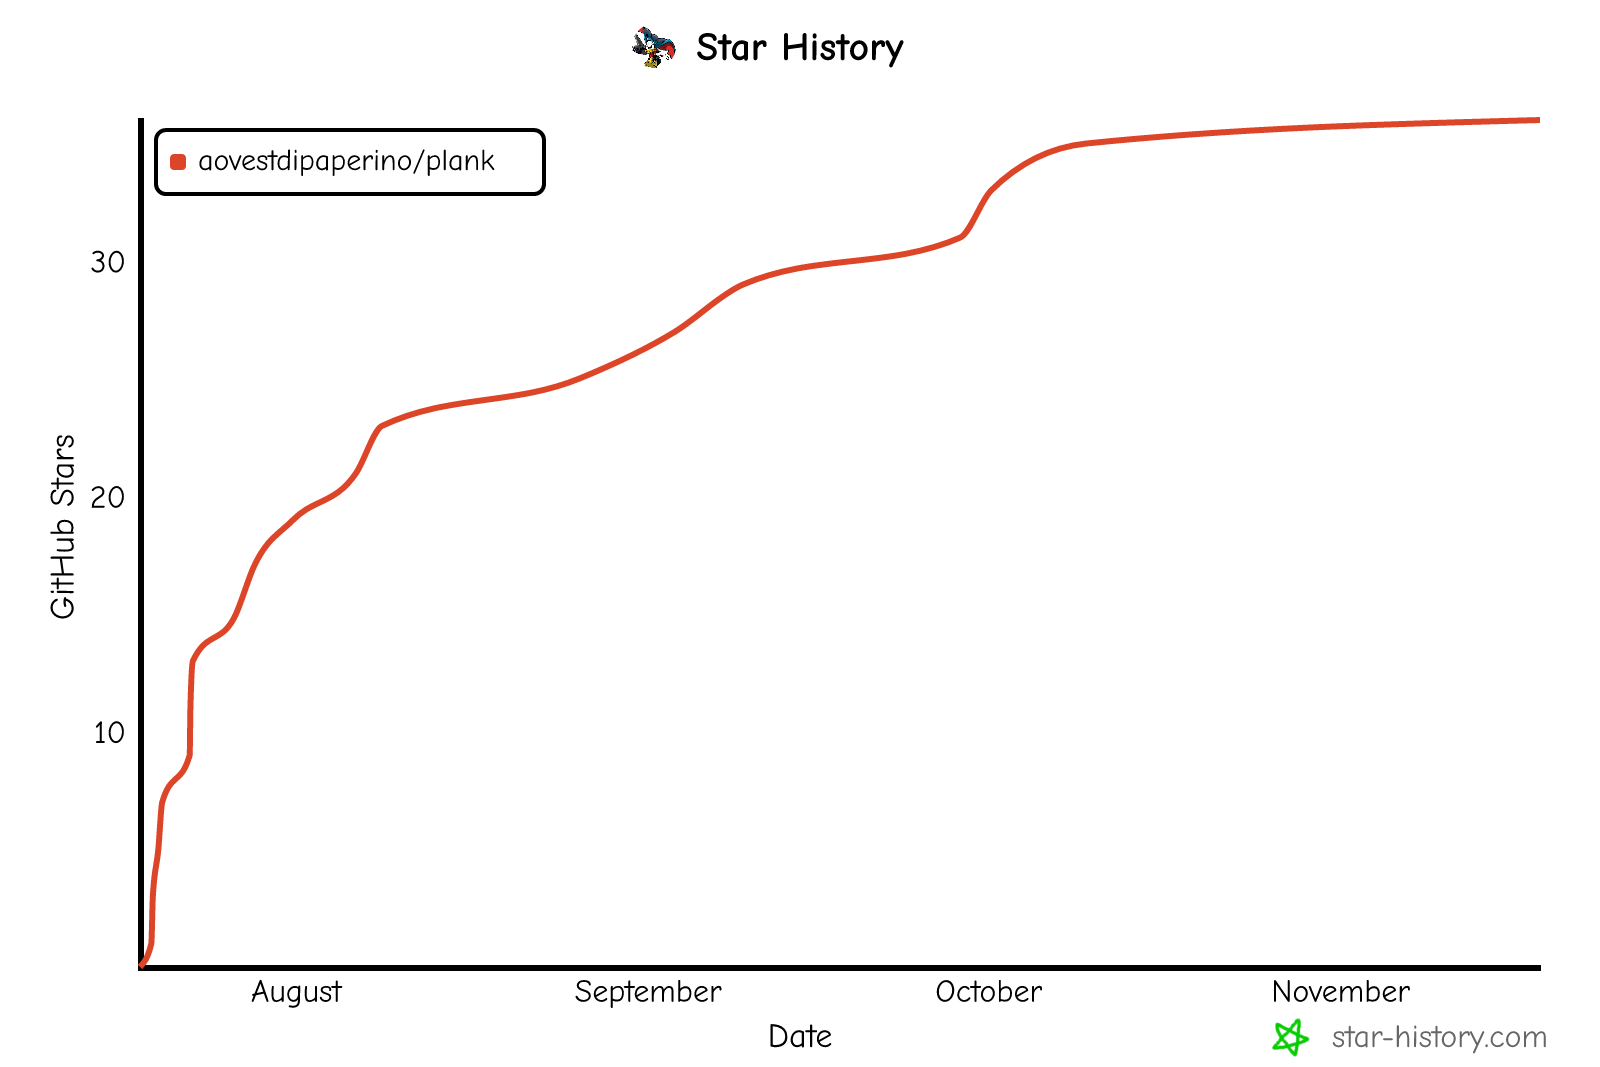 Star History
aovestdipaperino/plank
30
20
10
GitHub Stars
August September October November
Date
star-history.com